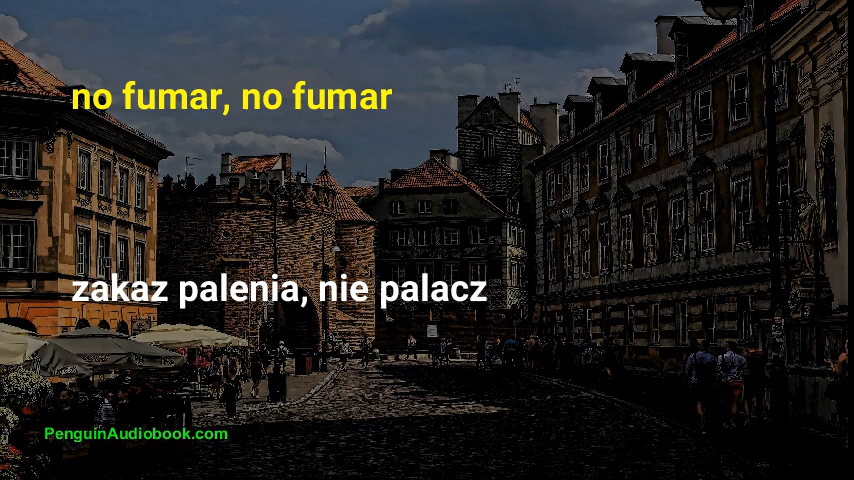 no fumar, no fumar
zakaz palenia, nie palacz
PenguinAudiobook.com